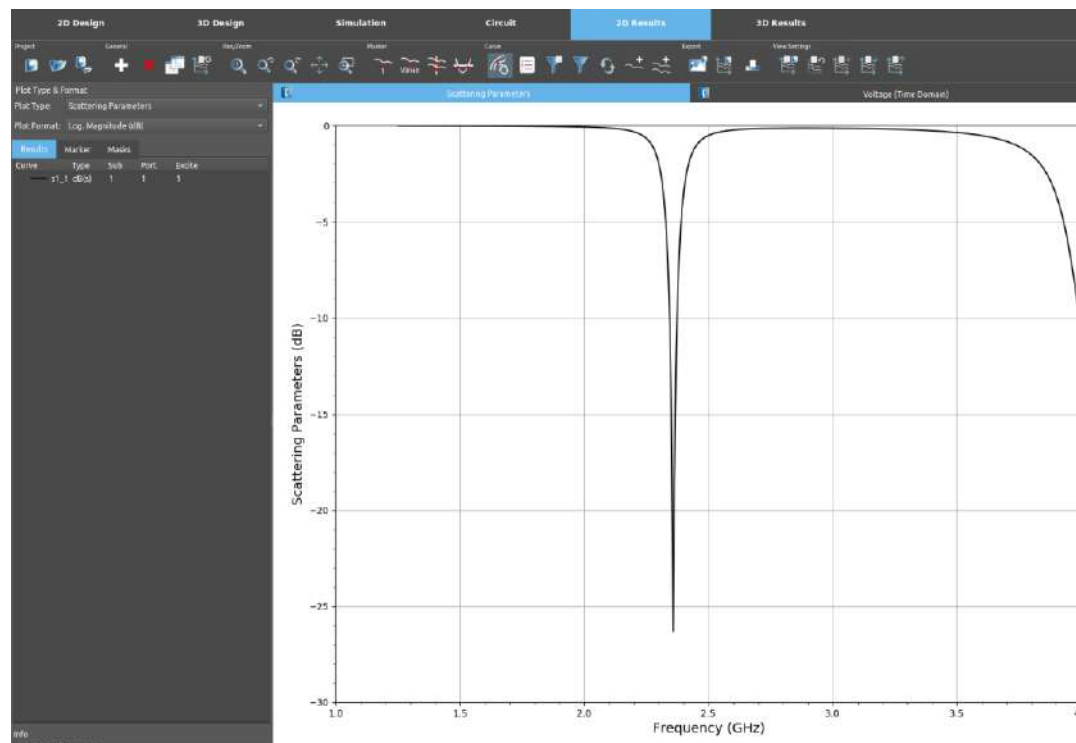 2D Design 3D Design Simulation Circuit 2D Results 3D Results
Project General Marker Curve Export View Settings
Value
Plot Type & Format
Scattering Parameters Voltage (Time Domain)
Plot Type: Scattering Parameters
Plot Format: Log. Magnitude (dB)
Results Marker Masks
Curve Type Sub Port Excite
s1_1 dB(s) 1 1 1
0
−5
−10
−15
−20
−25
−30
Scattering Parameters (dB)
1.0 1.5 2.0 2.5 3.0 3.5
Frequency (GHz)
Info